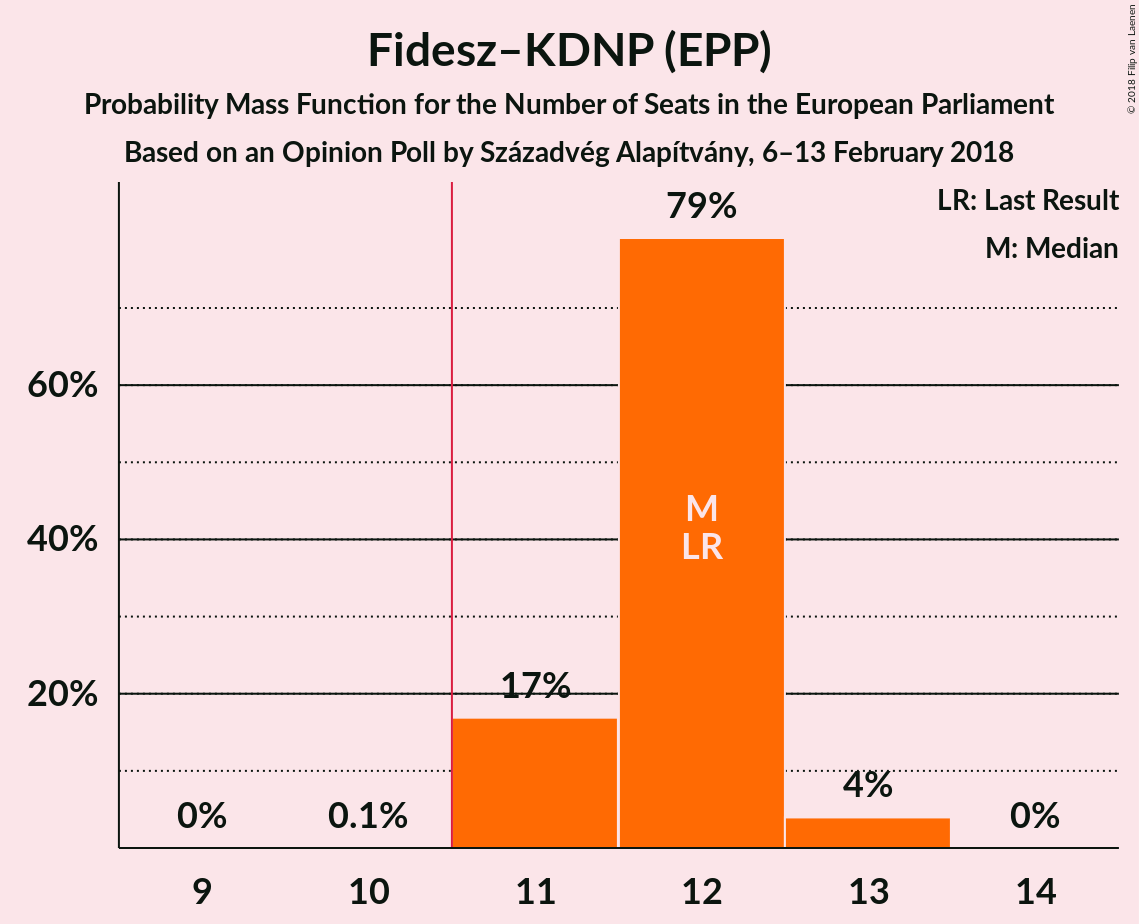 Fidesz–KDNP (EPP)
Probability Mass Function for the Number of Seats in the European Parliament
Based on an Opinion Poll by Századvég Alapítvány, 6–13 February 2018
© 2018 Filip van Laenen
LR: Last Result
M: Median
79%
60%
40%
20%
M
LR
17%
0%
0.1%
4%
0%
9
10
11
12
13
14